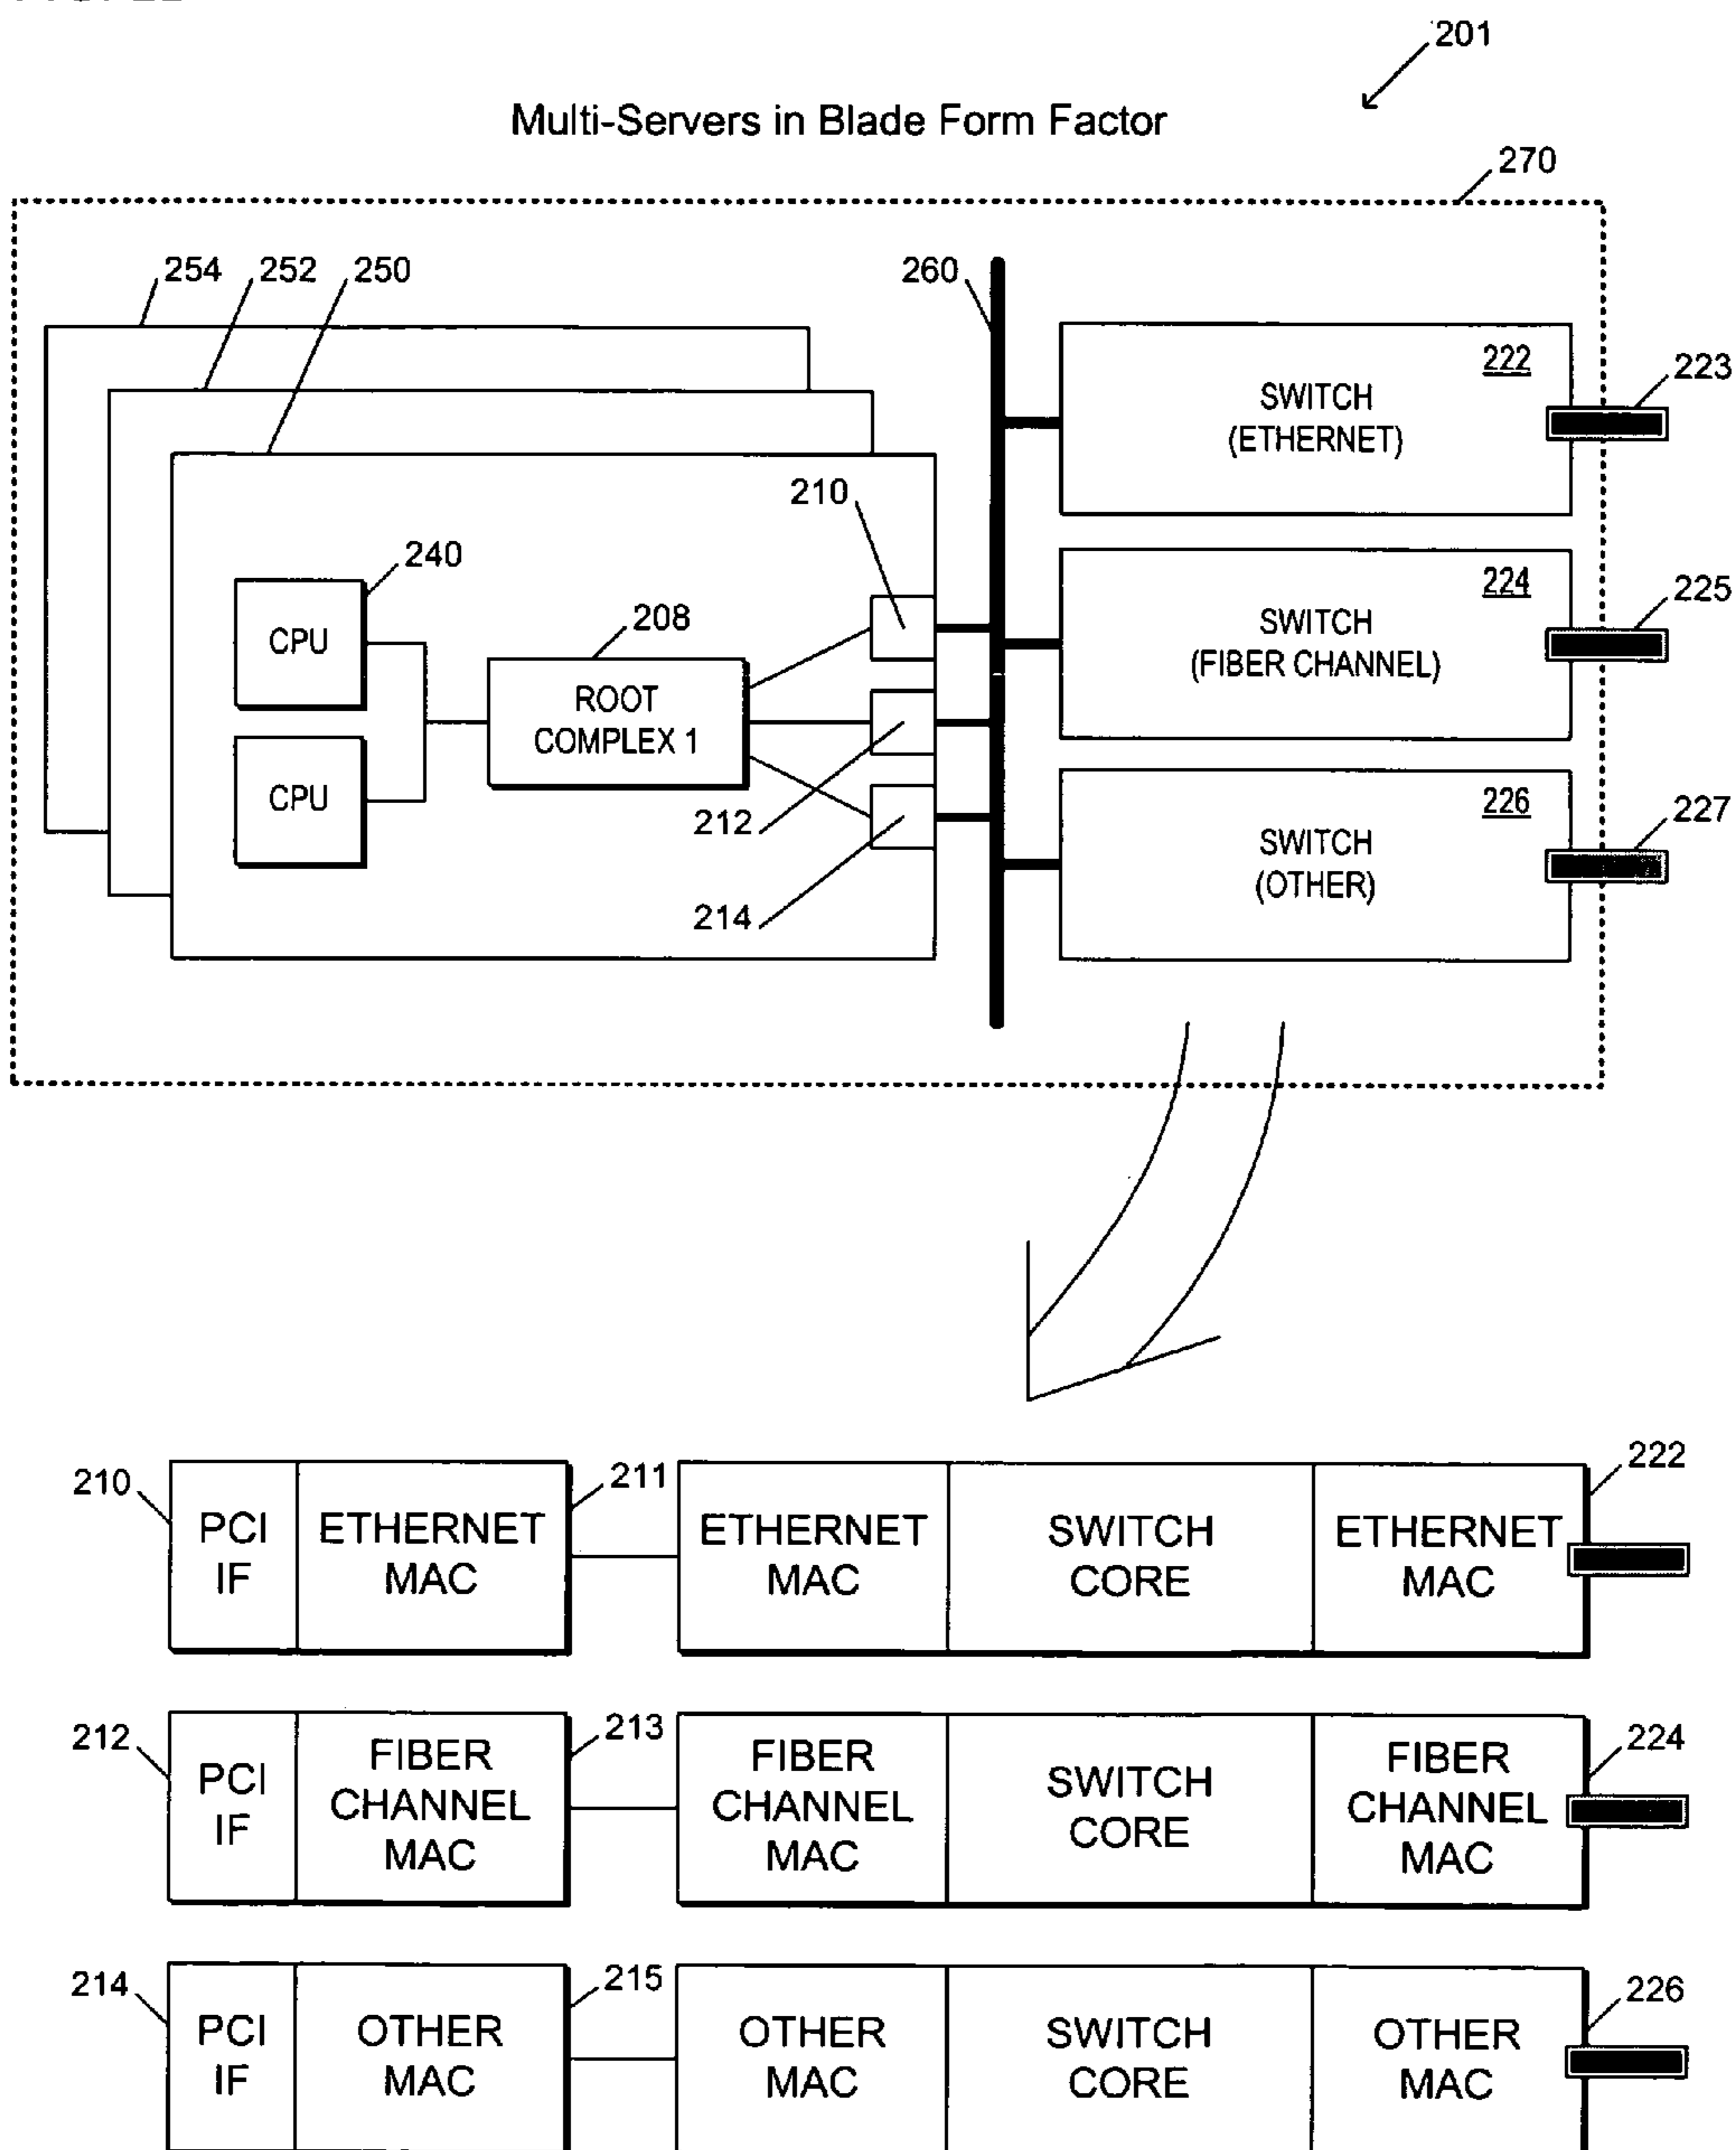 201
Multi-Servers in Blade Form Factor
270
254
252
250
260
222
SWITCH
(ETHERNET)
223
210
240
CPU
208
ROOT
COMPLEX 1
224
SWITCH
(FIBER CHANNEL)
225
CPU
212
214
226
SWITCH
(OTHER)
227
210
PCI
IF
ETHERNET
MAC
211
ETHERNET
MAC
SWITCH
CORE
ETHERNET
MAC
222
212
PCI
IF
FIBER
CHANNEL
MAC
213
FIBER
CHANNEL
MAC
SWITCH
CORE
FIBER
CHANNEL
MAC
224
214
PCI
IF
OTHER
MAC
215
OTHER
MAC
SWITCH
CORE
OTHER
MAC
226